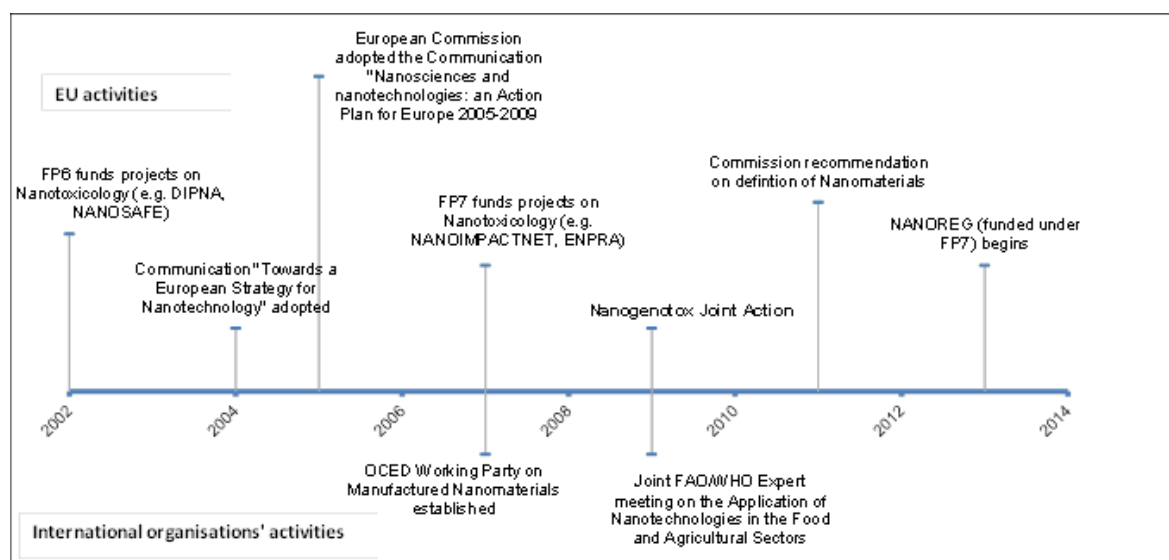 EU activities
European Commission
adopted the Communication
"Nanosciences and
nanotechnologies: an Action
Plan for Europe 2005-2009
FP6 funds projects on
Nanotoxicology (e.g. DIPNA,
NANOSAFE)
Communication "Towards a
European Strategy for
Nanotechnology" adopted
FP7 funds projects on
Nanotoxicology (e.g.
NANOIMPACTNET, ENPRA)
Nanogenotox Joint Action
Commission recommendation
on defintion of Nanomaterials
NANOREG (funded under
FP7) begins
2002
2004
2006
2008
2010
2012
2014
OCED Working Party on
Manufactured Nanomaterials
established
Joint FAO/WHO Expert
meeting on the Application of
Nanotechnologies in the Food
and Agricultural Sectors
International organisations' activities